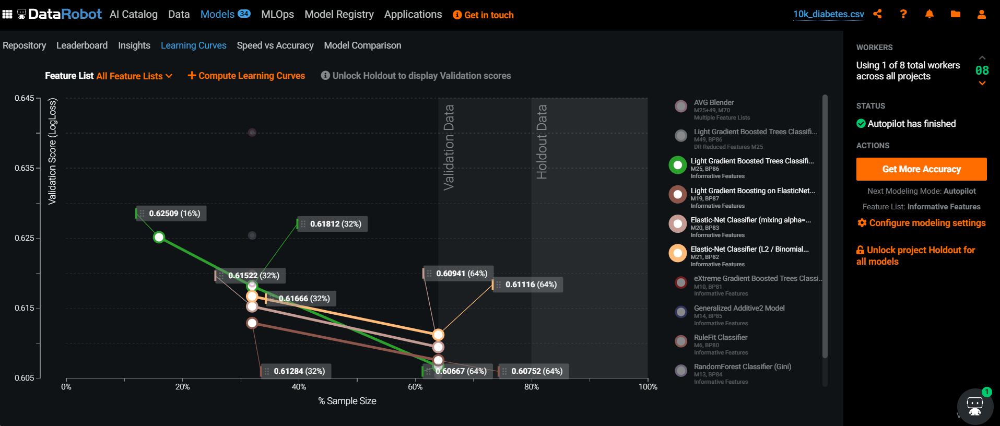 DataRobot AI Catalog Data Models 34 MLOps Model Registry Applications Get in touch 10k_diabetes.csv
Repository Leaderboard Insights Learning Curves Speed vs Accuracy Model Comparison
Feature List All Feature Lists Compute Learning Curves Unlock Holdout to display Validation scores
Validation Score (LogLoss)
0.645
0.635
0.625
0.615
0.605
Validation Data
Holdout Data
0.62509 (16%)
0.61812 (32%)
0.61522 (32%)
0.60941 (64%)
0.61116 (64%)
0.61666 (32%)
0.61284 (32%)
0.60667 (64%)
0.60752 (64%)
0% 20% 40% 60% 80% 100%
% Sample Size
AVG Blender
M25+49, M70
Multiple Feature Lists
Light Gradient Boosted Trees Classifi...
M49, BP86
DR Reduced Features M25
Light Gradient Boosted Trees Classifi...
M25, BP86
Informative Features
Light Gradient Boosting on ElasticNet...
M19, BP87
Informative Features
Elastic-Net Classifier (mixing alpha=...
M20, BP83
Informative Features
Elastic-Net Classifier (L2 / Binomial...
M21, BP82
Informative Features
eXtreme Gradient Boosted Trees Classi...
M10, BP81
Informative Features
Generalized Additive2 Model
M14, BP85
Informative Features
RuleFit Classifier
M6, BP80
Informative Features
RandomForest Classifier (Gini)
M13, BP84
Informative Features
WORKERS
Using 1 of 8 total workers
across all projects
08
STATUS
Autopilot has finished
ACTIONS
Get More Accuracy
Next Modeling Mode: Autopilot
Feature List: Informative Features
Configure modeling settings
Unlock project Holdout for
all models
1